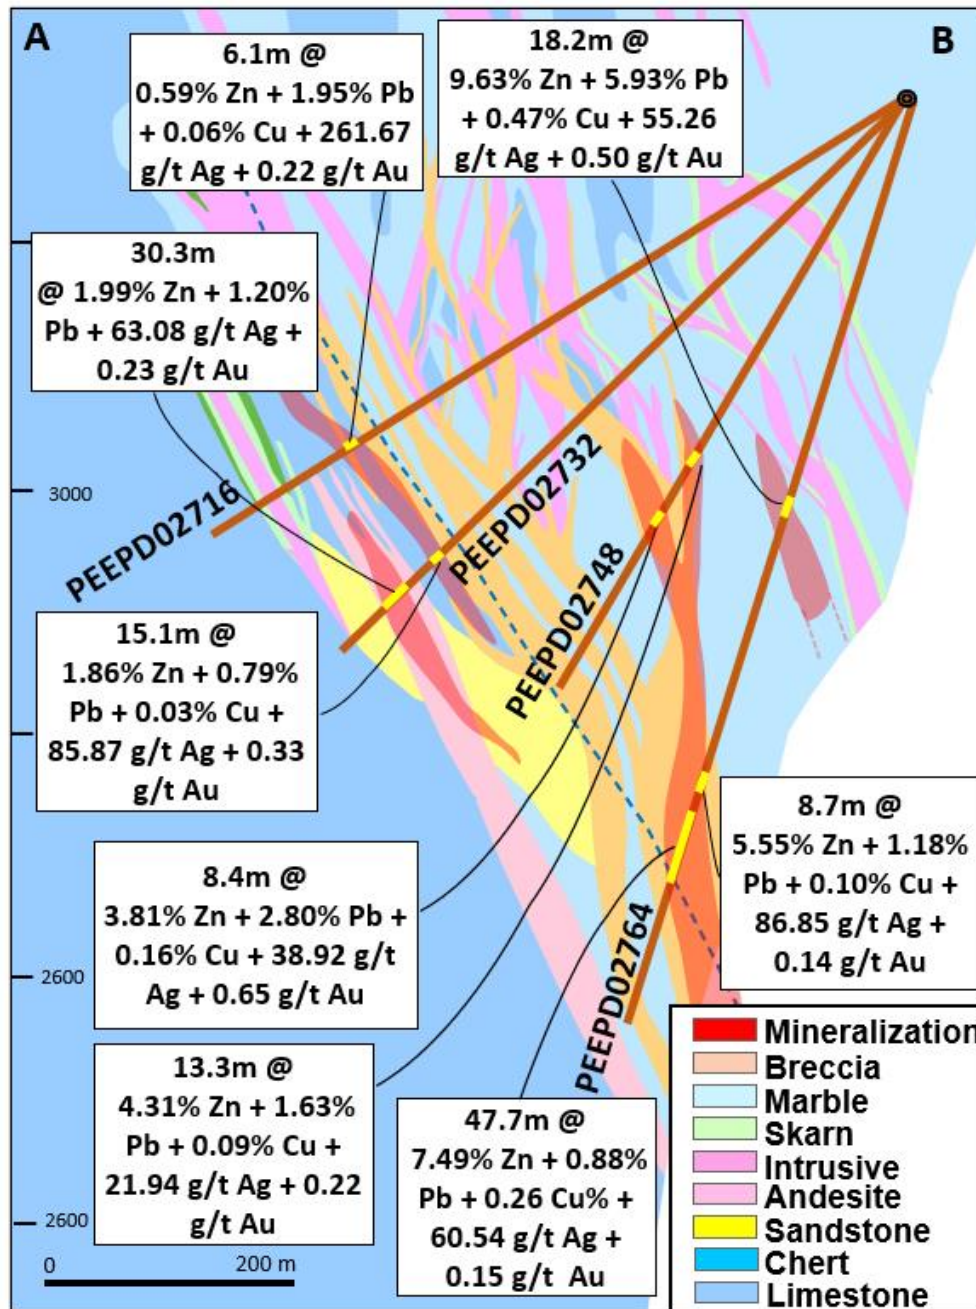 A
B
6.1m @
0.59% Zn + 1.95% Pb
+ 0.06% Cu + 261.67
g/t Ag + 0.22 g/t Au
18.2m @
9.63% Zn + 5.93% Pb
+ 0.47% Cu + 55.26
g/t Ag + 0.50 g/t Au
30.3m
@ 1.99% Zn + 1.20%
Pb + 63.08 g/t Ag +
0.23 g/t Au
3000
PEEPD02716
PEEPD02732
PEEPD02748
PEEPD02764
15.1m @
1.86% Zn + 0.79%
Pb + 0.03% Cu +
85.87 g/t Ag + 0.33
g/t Au
8.4m @
3.81% Zn + 2.80% Pb +
0.16% Cu + 38.92 g/t
Ag + 0.65 g/t Au
8.7m @
5.55% Zn + 1.18%
Pb + 0.10% Cu +
86.85 g/t Ag +
0.14 g/t Au
2600
13.3m @
4.31% Zn + 1.63%
Pb + 0.09% Cu +
21.94 g/t Ag + 0.22
g/t Au
47.7m @
7.49% Zn + 0.88%
Pb + 0.26 Cu% +
60.54 g/t Ag +
0.15 g/t Au
2600
0 200 m
Mineralization
Breccia
Marble
Skarn
Intrusive
Andesite
Sandstone
Chert
Limestone